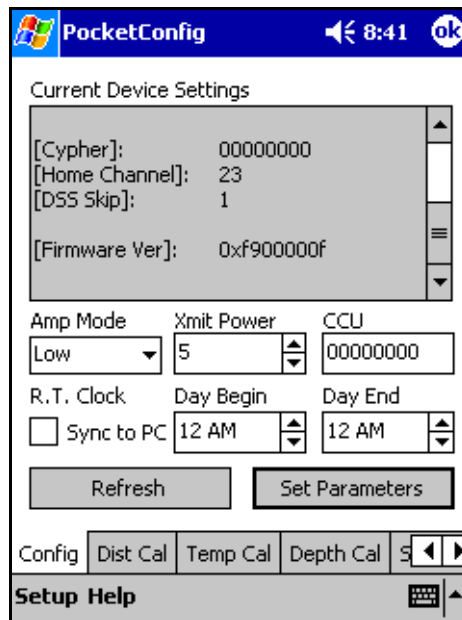 PocketConfig 8:41 ok
Current Device Settings
[Cypher]: 00000000
[Home Channel]: 23
[DSS Skip]: 1
[Firmware Ver]: 0xf900000f
Amp Mode Xmit Power CCU
Low 5 00000000
R.T. Clock Day Begin Day End
Sync to PC 12 AM 12 AM
Refresh Set Parameters
Config Dist Cal Temp Cal Depth Cal S
Setup Help